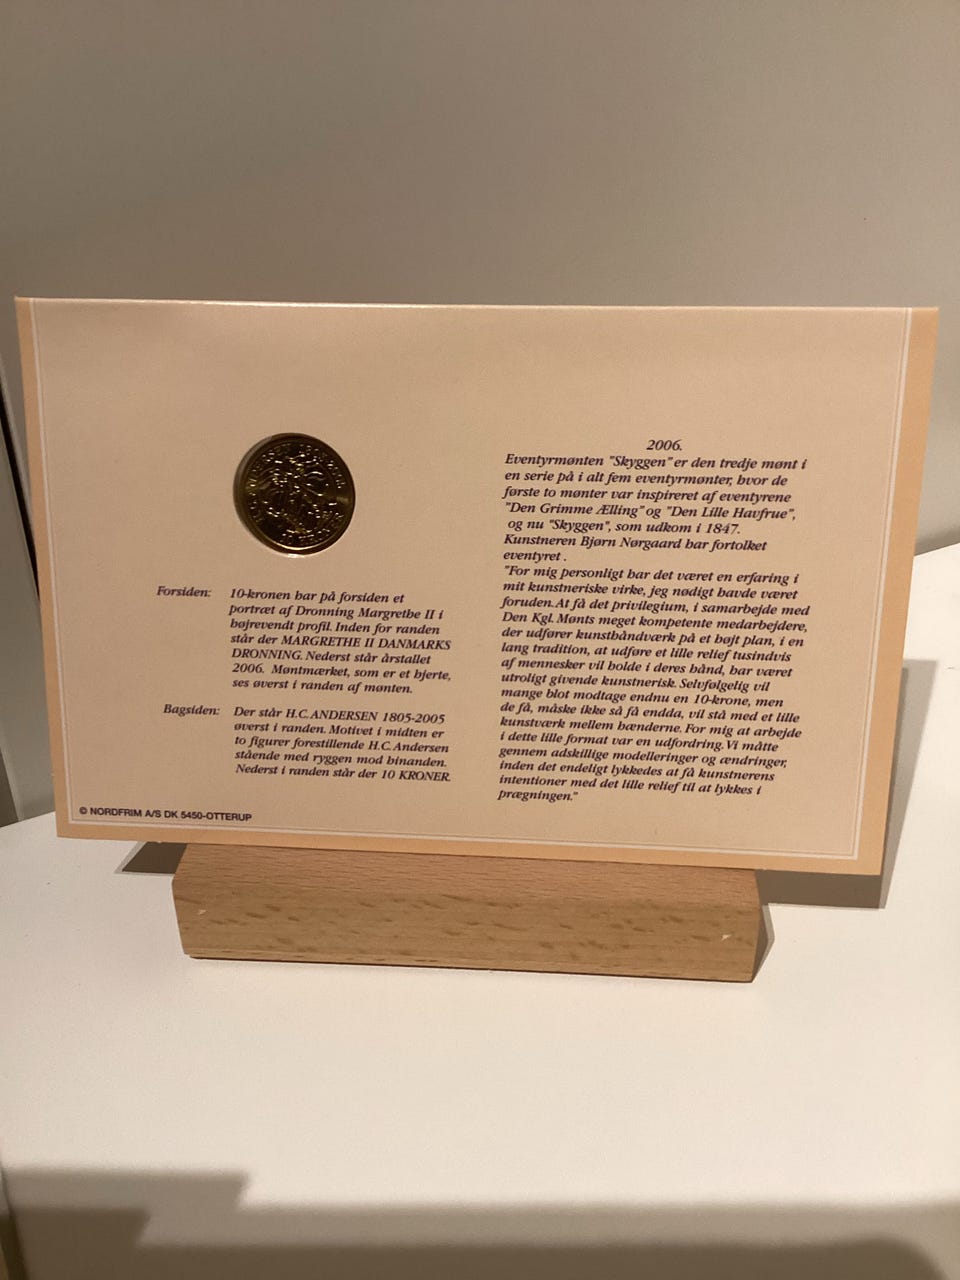 H.C. ANDERSEN 1805-2005
10 KRONER
Forsiden: 10-kronen har på forsiden et
portræt af Dronning Margrethe II i
højrevendt profil. Inden for randen
står der MARGRETHE II DANMARKS
DRONNING. Nederst står årstallet
2006. Møntmærket, som er et hjerte,
ses øverst i randen af mønten.
Bagsiden: Der står H.C. ANDERSEN 1805-2005
øverst i randen. Motivet i midten er
to figurer forestillende H.C. Andersen
stående med ryggen mod hinanden.
Nederst i randen står der 10 KRONER.
© NORDFRIM A/S DK 5450-OTTERUP
2006.
Eventyrmønten "Skyggen" er den tredje mønt i
en serie på i alt fem eventyrmønter, hvor de
første to mønter var inspireret af eventyrene
"Den Grimme Ælling" og "Den Lille Havfrue",
og nu "Skyggen", som udkom i 1847.
Kunstneren Bjørn Nørgaard har fortolket
eventyret .
"For mig personligt har det været en erfaring i
mit kunstneriske virke, jeg nødigt havde været
foruden. At få det privilegium, i samarbejde med
Den Kgl. Mønts meget kompetente medarbejdere,
der udfører kunsthåndværk på et højt plan, i en
lang tradition, at udføre et lille relief tusindvis
af mennesker vil holde i deres hånd, har været
utroligt givende kunstnerisk. Selvfølgelig vil
mange blot modtage endnu en 10-krone, men
de få, måske ikke så få endda, vil stå med et lille
kunstværk mellem hænderne. For mig at arbejde
i dette lille format var en udfordring. Vi måtte
gennem adskillige modelleringer og ændringer,
inden det endeligt lykkedes at få kunstnerens
intentioner med det lille relief til at lykkes i
prægningen."